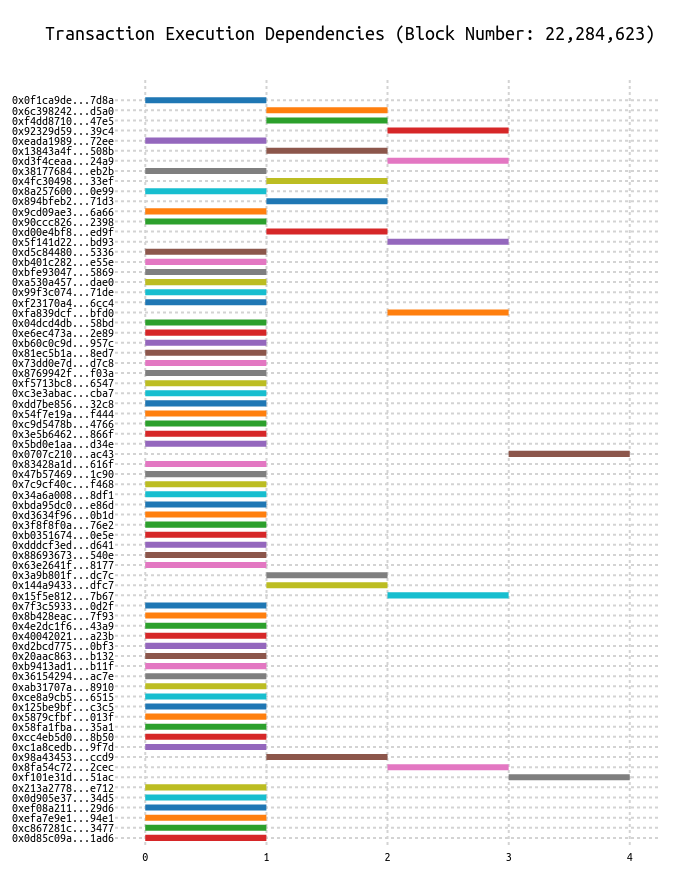 Transaction Execution Dependencies (Block Number: 22,284,623)
0x0f1ca9de...7d8a
0x6c398242...d5a0
0xf4dd8710...47e5
0x92329d59...39c4
0xeada1989...72ee
0x13843a4f...508b
0xd3f4ceaa...24a9
0x38177684...eb2b
0x4fc30498...33ef
0x8a257600...0e99
0x894bfeb2...71d3
0x9cd09ae3...6a66
0x90ccc826...2398
0xd00e4bf8...ed9f
0x5f141d22...bd93
0xd5c84480...5336
0xb401c282...e55e
0xbfe93047...5869
0xa530a457...dae0
0x99f3c074...71de
0xf23170a4...6cc4
0xfa839dcf...bfd0
0x04dcd4db...58bd
0xe6ec473a...2e89
0xb60c0c9d...957c
0x81ec5b1a...8ed7
0x73dd0e7d...d7c8
0x8769942f...f03a
0xf5713bc8...6547
0xc3e3abac...cba7
0xdd7be856...32c8
0x54f7e19a...f444
0xc9d5478b...4766
0x3e5b6462...866f
0x5bd0e1aa...d34e
0x0707c210...ac43
0x83428a1d...616f
0x47b57469...1c90
0x7c9cf40c...f468
0x34a6a008...8df1
0xbda95dc0...e86d
0xd3634f96...0b1d
0x3f8f8f0a...76e2
0xb0351674...0e5e
0xdddcf3ed...d641
0x88693673...540e
0x63e2641f...8177
0x3a9b801f...dc7c
0x144a9433...dfc7
0x15f5e812...7b67
0x7f3c5933...0d2f
0x8b428eac...7f93
0x4e2dc1f6...43a9
0x40042021...a23b
0xd2bcd775...0bf3
0x20aac863...b132
0xb9413ad1...b11f
0x36154294...ac7e
0xab31707a...8910
0xce8a9cb5...6515
0x125be9bf...c3c5
0x5879cfbf...013f
0x58fa1fba...35a1
0xcc4eb5d0...8b50
0xc1a8cedb...9f7d
0x98a43453...ccd9
0x8fa54c72...2cec
0xf101e31d...51ac
0x213a2778...e712
0x0d905e37...34d5
0xef08a211...29d6
0xefa7e9e1...94e1
0xc867281c...3477
0x0d85c09a...1ad6
0 1 2 3 4